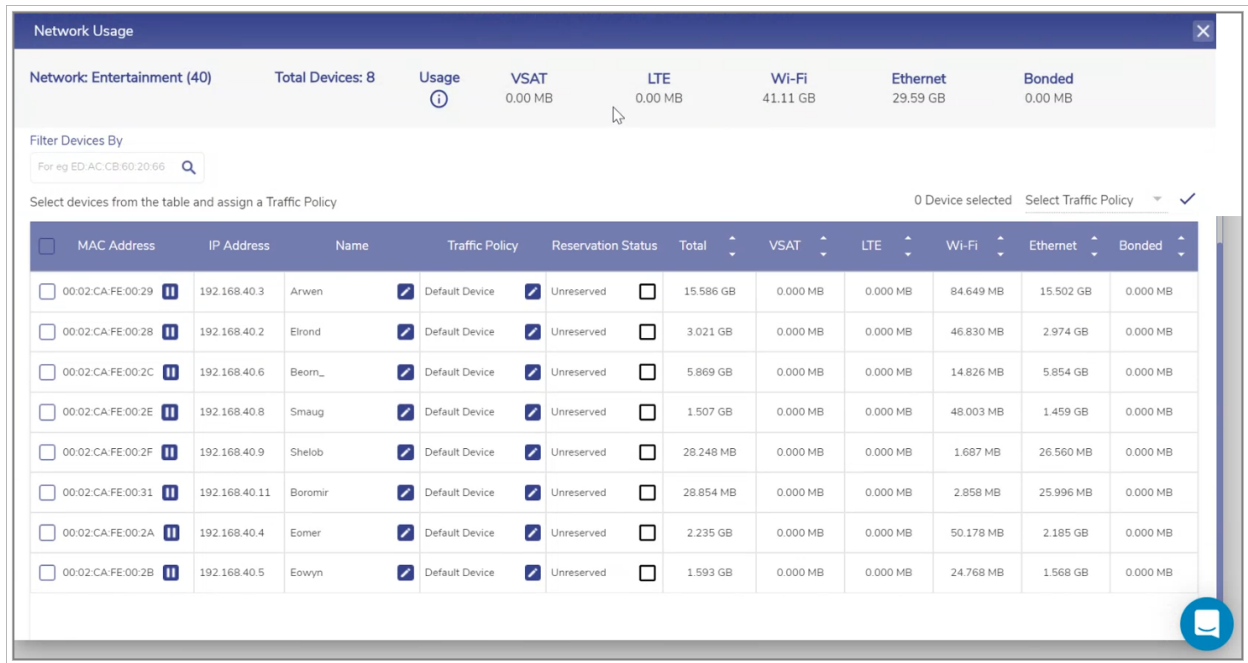 Network Usage
Network: Entertainment (40) Total Devices: 8 Usage VSAT LTE Wi-Fi Ethernet Bonded
0.00 MB 0.00 MB 41.11 GB 29.59 GB 0.00 MB
Filter Devices By
For eg ED:AC:CB:60:20:66
Select devices from the table and assign a Traffic Policy 0 Device selected Select Traffic Policy
MAC Address IP Address Name Traffic Policy Reservation Status Total VSAT LTE Wi-Fi Ethernet Bonded
00:02:CA:FE:00:29 192.168.40.3 Arwen Default Device Unreserved 15.586 GB 0.000 MB 0.000 MB 84.649 MB 15.502 GB 0.000 MB
00:02:CA:FE:00:28 192.168.40.2 Elrond Default Device Unreserved 3.021 GB 0.000 MB 0.000 MB 46.830 MB 2.974 GB 0.000 MB
00:02:CA:FE:00:2C 192.168.40.6 Beorn_ Default Device Unreserved 5.869 GB 0.000 MB 0.000 MB 14.826 MB 5.854 GB 0.000 MB
00:02:CA:FE:00:2E 192.168.40.8 Smaug Default Device Unreserved 1.507 GB 0.000 MB 0.000 MB 48.003 MB 1.459 GB 0.000 MB
00:02:CA:FE:00:2F 192.168.40.9 Shelob Default Device Unreserved 28.248 MB 0.000 MB 0.000 MB 1.687 MB 26.560 MB 0.000 MB
00:02:CA:FE:00:31 192.168.40.11 Boromir Default Device Unreserved 28.854 MB 0.000 MB 0.000 MB 2.858 MB 25.996 MB 0.000 MB
00:02:CA:FE:00:2A 192.168.40.4 Eomer Default Device Unreserved 2.235 GB 0.000 MB 0.000 MB 50.178 MB 2.185 GB 0.000 MB
00:02:CA:FE:00:2B 192.168.40.5 Eowyn Default Device Unreserved 1.593 GB 0.000 MB 0.000 MB 24.768 MB 1.568 GB 0.000 MB